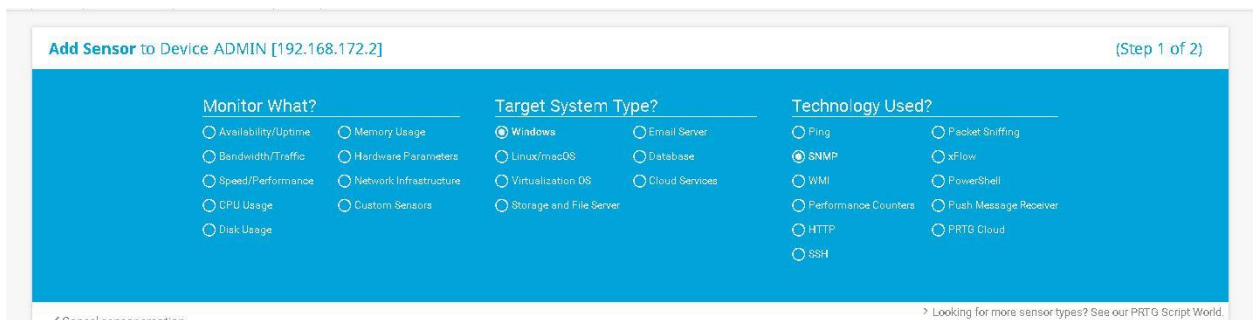 Add Sensor to Device ADMIN [192.168.172.2]
(Step 1 of 2)
Monitor What?
Availability/Uptime
Memory Usage
Bandwidth/Traffic
Hardware Parameters
Speed/Performance
Network Infrastructure
CPU Usage
Custom Sensors
Disk Usage
Target System Type?
Windows
Email Server
Linux/macOS
Database
Virtualization OS
Cloud Services
Storage and File Server
Technology Used?
Ping
Packet Sniffing
SNMP
xFlow
WMI
PowerShell
Performance Counters
Push Message Receiver
HTTP
PRTG Cloud
SSH
> Looking for more sensor types? See our PRTG Script World.